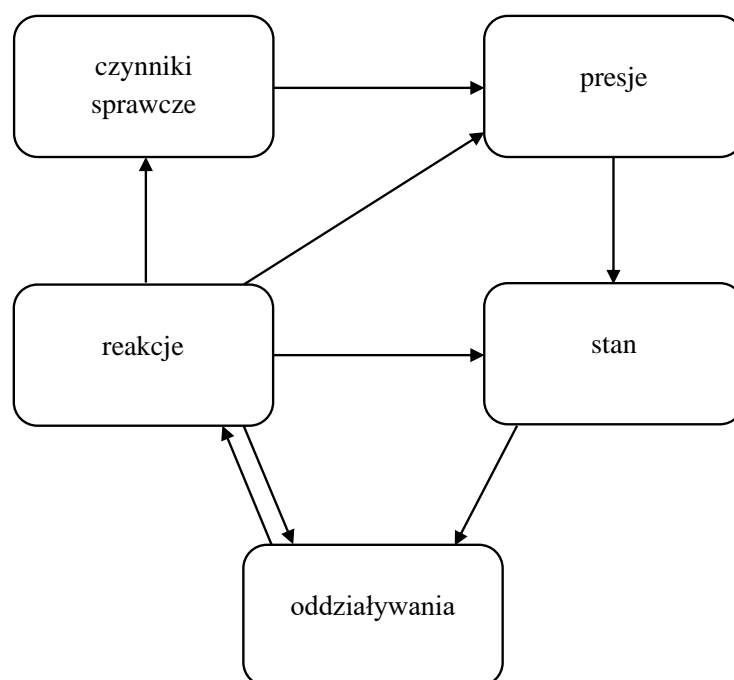 czynniki
sprawcze
presje
reakcje
stan
oddziaływania